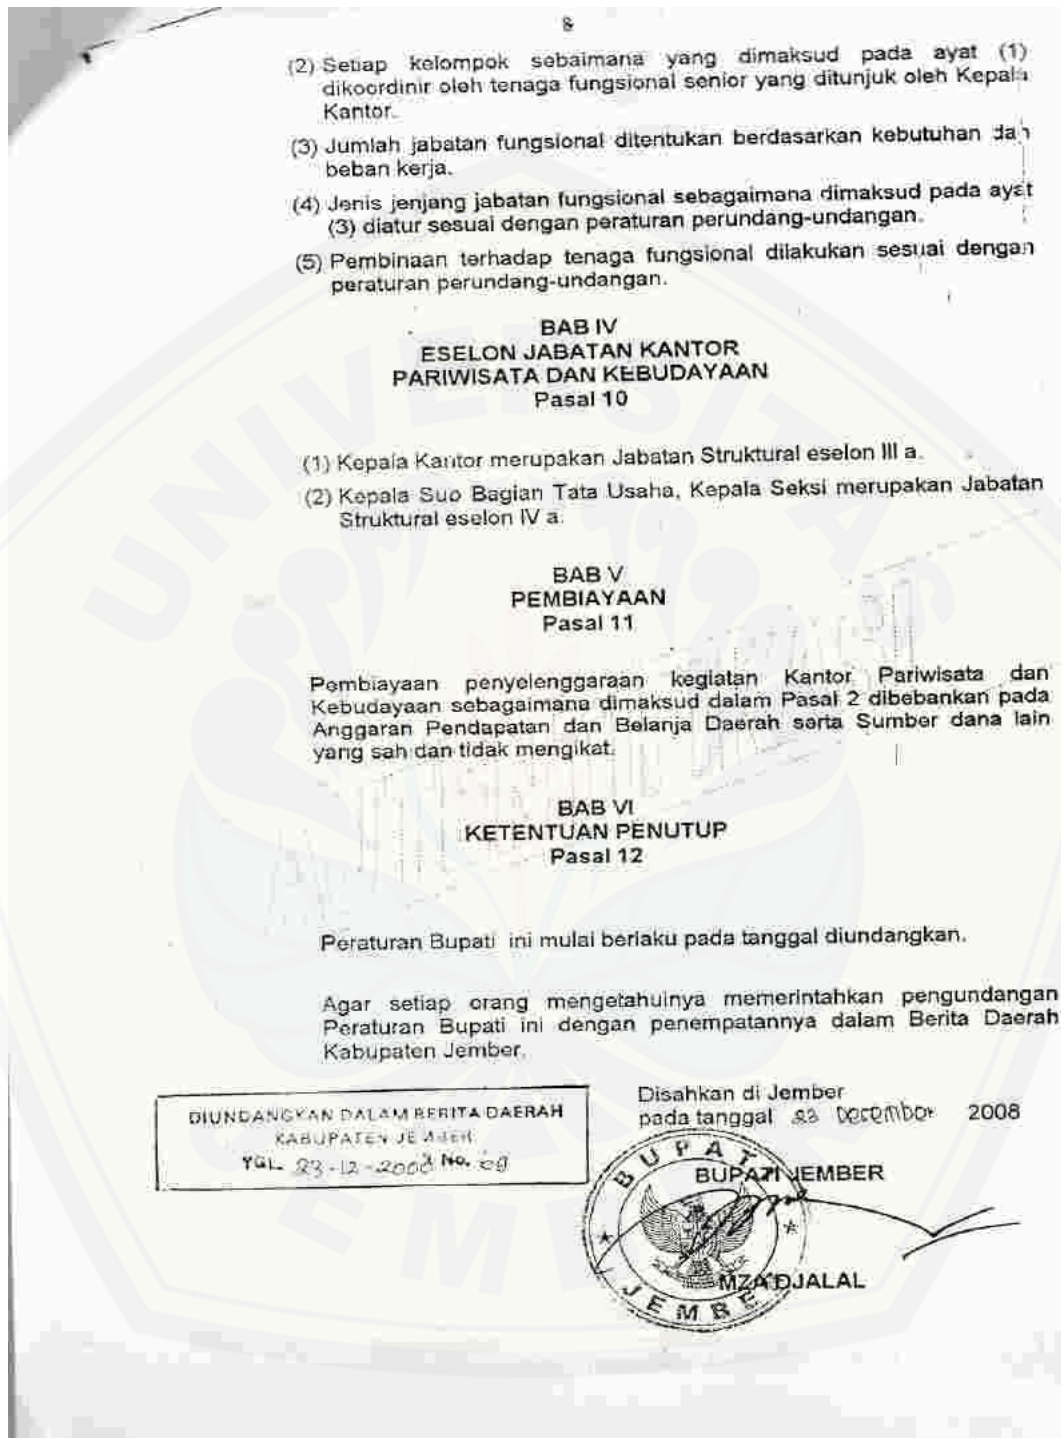 8
(2) Setiap kelompok sebaimana yang dimaksud pada ayat (1)
dikoordinir oleh tenaga fungsional senior yang ditunjuk oleh Kepala
Kantor.
(3) Jumlah jabatan fungsional ditentukan berdasarkan kebutuhan dan
beban kerja.
(4) Jenis jenjang jabatan fungsional sebagaimana dimaksud pada ayat
(3) diatur sesuai dengan peraturan perundang-undangan.
(5) Pembinaan terhadap tenaga fungsional dilakukan sesuai dengan
peraturan perundang-undangan.
BAB IV
ESELON JABATAN KANTOR
PARIWISATA DAN KEBUDAYAAN
Pasal 10
(1) Kepala Kantor merupakan Jabatan Struktural eselon III a.
(2) Kepala Sub Bagian Tata Usaha, Kepala Seksi merupakan Jabatan
Struktural eselon IV a.
BAB V
PEMBIAYAAN
Pasal 11
Pembiayaan penyelenggaraan kegiatan Kantor Pariwisata dan
Kebudayaan sebagaimana dimaksud dalam Pasal 2 dibebankan pada
Anggaran Pendapatan dan Belanja Daerah serta Sumber dana lain
yang sah dan tidak mengikat.
BAB VI
KETENTUAN PENUTUP
Pasal 12
Peraturan Bupati ini mulai berlaku pada tanggal diundangkan.
Agar setiap orang mengetahuinya memerintahkan pengundangan
Peraturan Bupati ini dengan penempatannya dalam Berita Daerah
Kabupaten Jember.
Disahkan di Jember
pada tanggal 23 Desember 2008
DIUNDANGKAN DALAM BERITA DAERAH
KABUPATEN JEMBER
TGL. 23-12-2008 No.
BUPATI JEMBER
BUPATI
JEMBER
MZA DJALAL
UNIVERSITAS
JEMBER